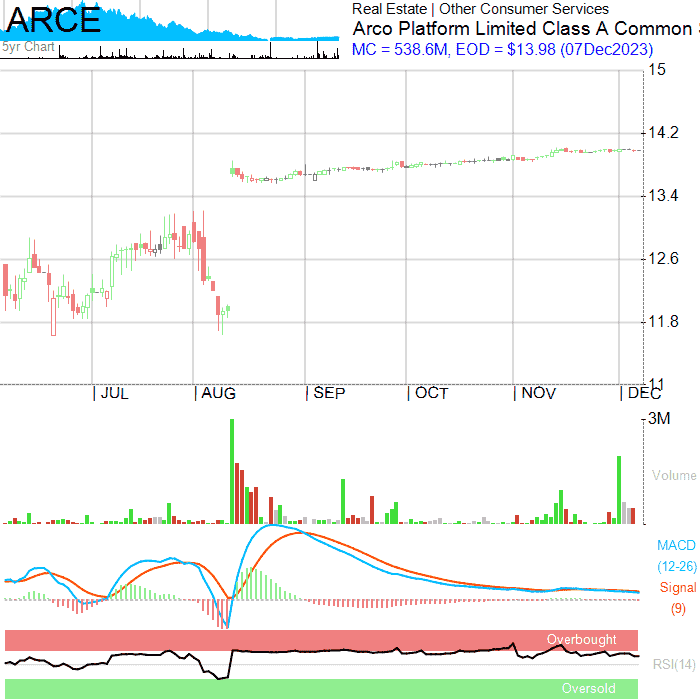 ARCE
5yr Chart
Real Estate | Other Consumer Services
Arco Platform Limited Class A Common
MC = 538.6M, EOD = $13.98 (07Dec2023)
15
14.2
13.4
12.6
11.8
11
JUL AUG SEP OCT NOV DEC
3M
Volume
MACD
(12-26)
Signal
(9)
Overbought
RSI(14)
Oversold